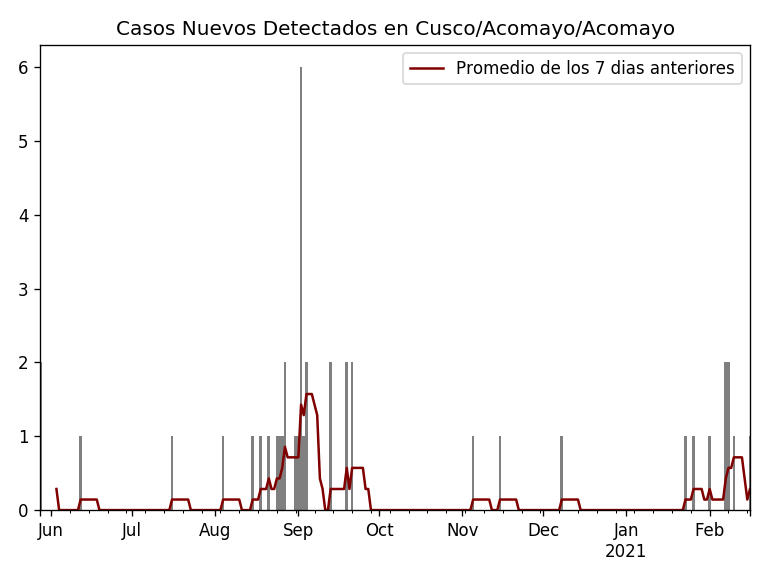 Casos Nuevos Detectados en Cusco/Acomayo/Acomayo
Promedio de los 7 dias anteriores
6
5
4
3
2
1
0
Jun Jul Aug Sep Oct Nov Dec Jan Feb
2021